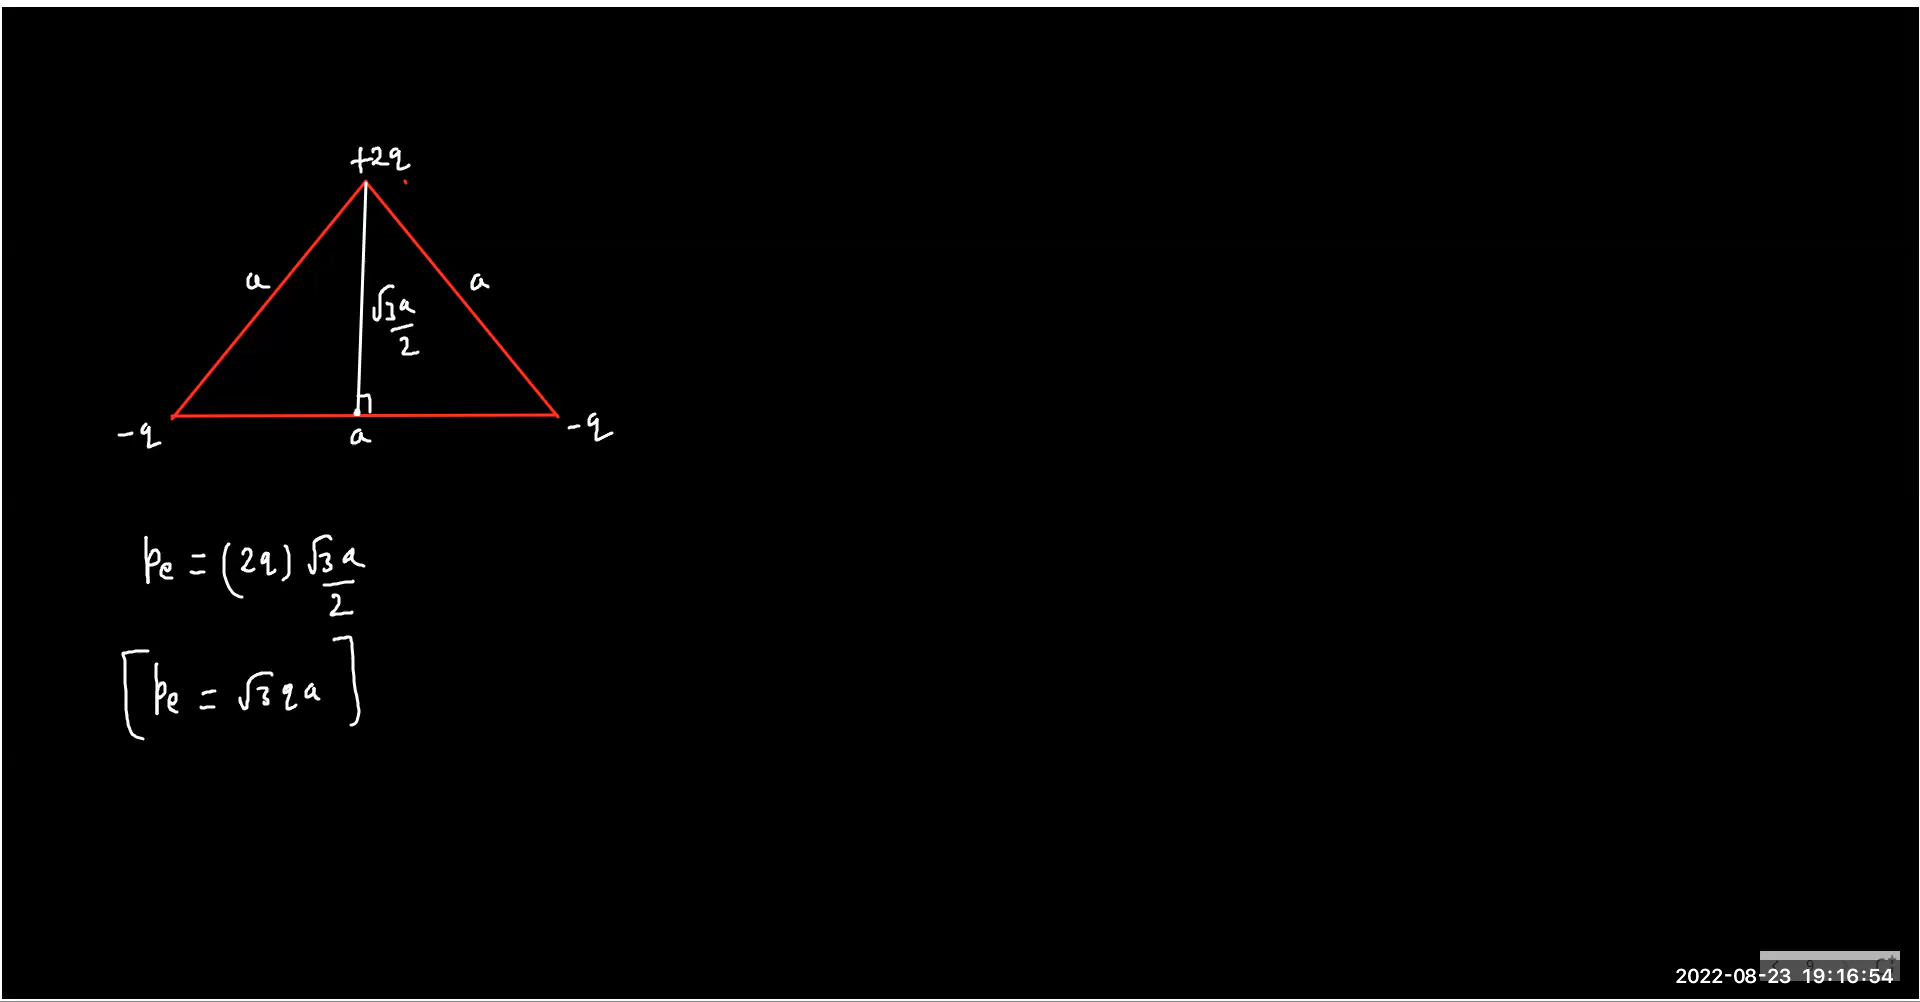 +2q
a
a
√3a/2
-q
a
-q
Pe = (2q) √3a/2
[Pe = √3qa]
2022-08-23 19:16:54